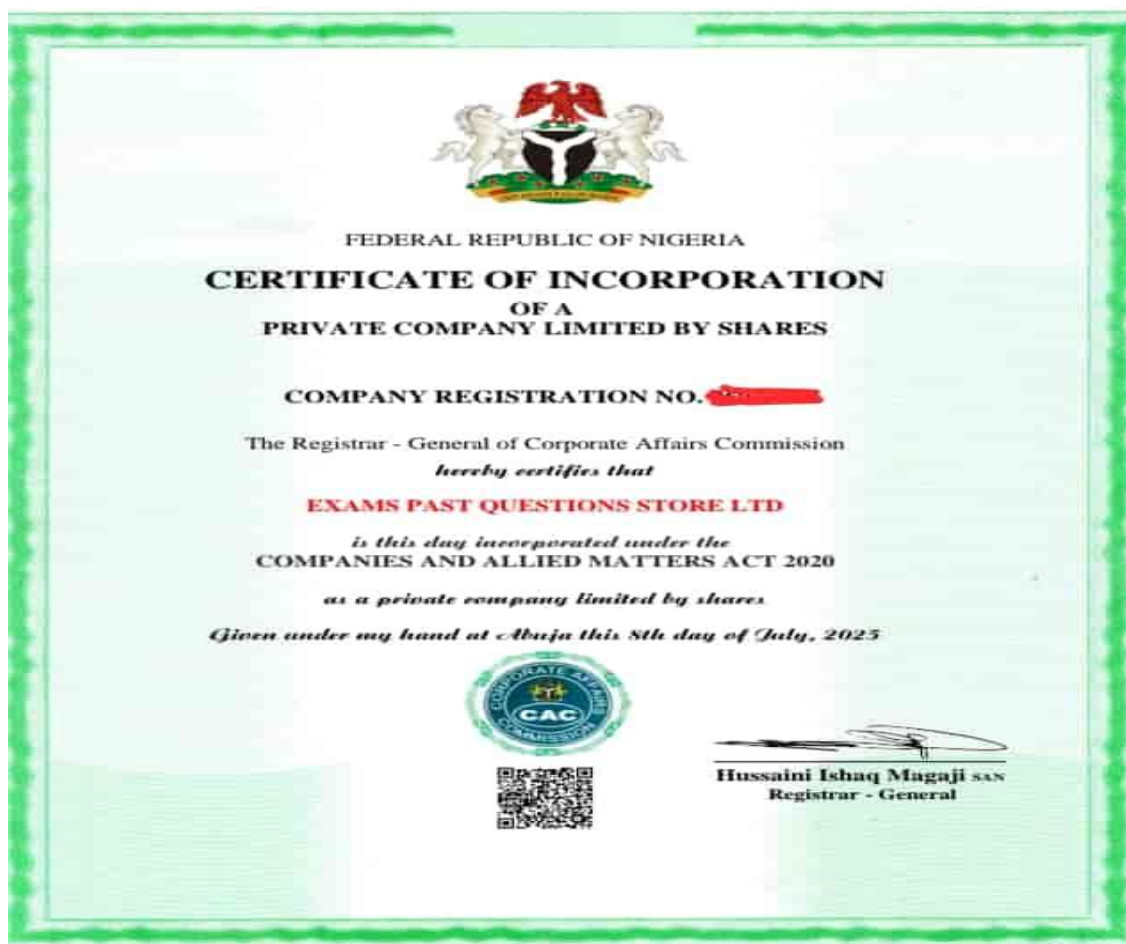 FEDERAL REPUBLIC OF NIGERIA
CERTIFICATE OF INCORPORATION
OF A
PRIVATE COMPANY LIMITED BY SHARES
COMPANY REGISTRATION NO.
The Registrar - General of Corporate Affairs Commission
hereby certifies that
EXAMS PAST QUESTIONS STORE LTD
is this day incorporated under the
COMPANIES AND ALLIED MATTERS ACT 2020
as a private company limited by shares
Given under my hand at Abuja this 8th day of July, 2025
CORPORATE AFFAIRS
CAC
COMMISSION
Hussaini Ishaq Magaji SAN
Registrar - General